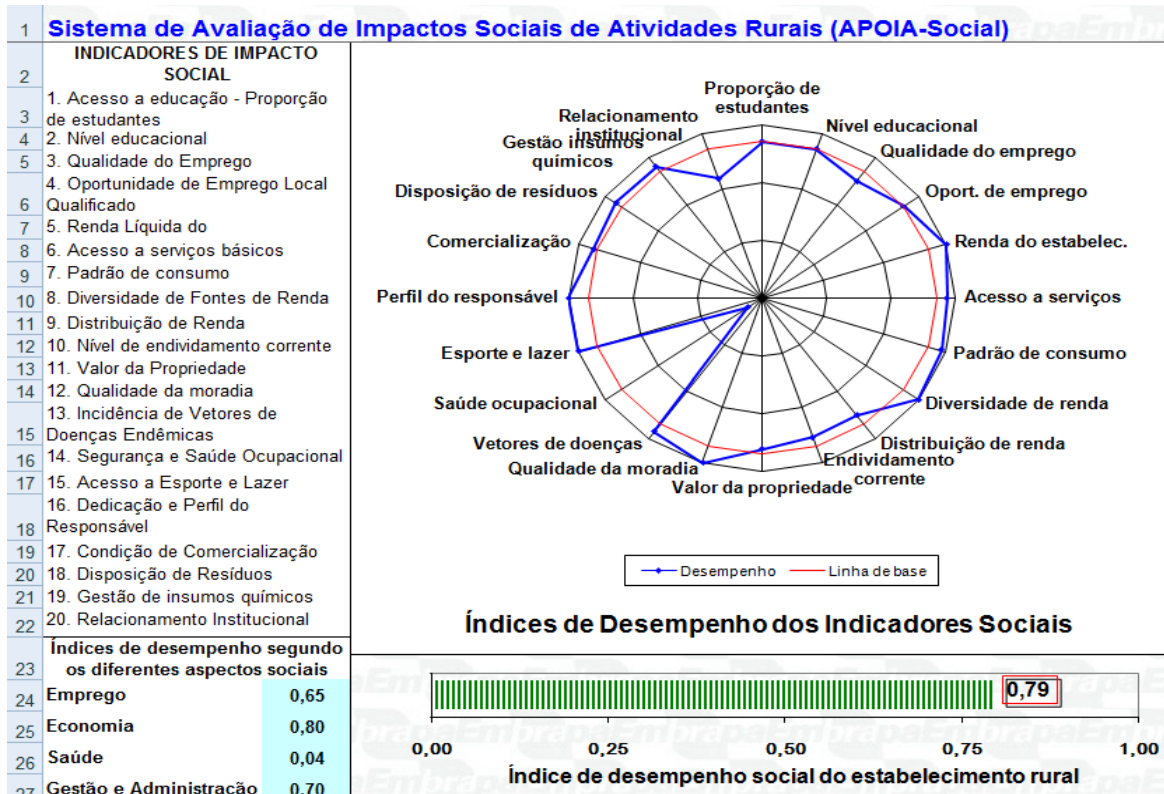 1 Sistema de Avaliação de Impactos Sociais de Atividades Rurais (APOIA-Social)
2 INDICADORES DE IMPACTO
SOCIAL
3 1. Acesso a educação - Proporção
de estudantes
4 2. Nível educacional
5 3. Qualidade do Emprego
6 4. Oportunidade de Emprego Local
Qualificado
7 5. Renda Líquida do
8 6. Acesso a serviços básicos
9 7. Padrão de consumo
10 8. Diversidade de Fontes de Renda
11 9. Distribuição de Renda
12 10. Nível de endividamento corrente
13 11. Valor da Propriedade
14 12. Qualidade da moradia
15 13. Incidência de Vetores de
Doenças Endêmicas
16 14. Segurança e Saúde Ocupacional
17 15. Acesso a Esporte e Lazer
18 16. Dedicação e Perfil do
Responsável
19 17. Condição de Comercialização
20 18. Disposição de Resíduos
21 19. Gestão de insumos químicos
22 20. Relacionamento Institucional
23 Índices de desempenho segundo
os diferentes aspectos sociais
24 Emprego 0,65
25 Economia 0,80
26 Saúde 0,04
27 Gestão e Administração 0,70
Proporção de
estudantes
Nível educacional
Qualidade do emprego
Oport. de emprego
Renda do estabelec.
Acesso a serviços
Padrão de consumo
Diversidade de renda
Distribuição de renda
Endividamento
corrente
Valor da propriedade
Qualidade da moradia
Vetores de doenças
Saúde ocupacional
Esporte e lazer
Perfil do responsável
Comercialização
Disposição de resíduos
Gestão insumos
químicos
Relacionamento
institucional
Desempenho Linha de base
Índices de Desempenho dos Indicadores Sociais
0,79
0,00 0,25 0,50 0,75 1,00
Índice de desempenho social do estabelecimento rural